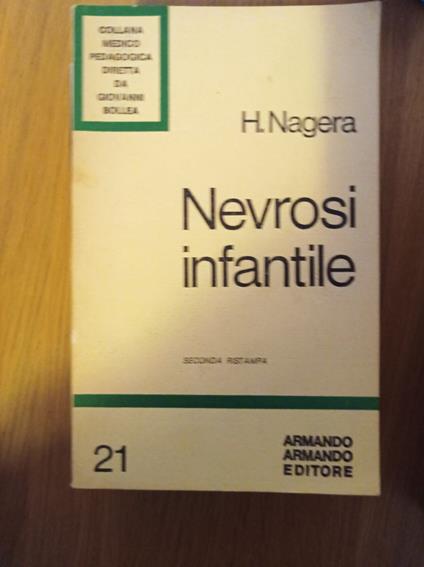 COLLANA
MEDICO
PEDAGOGICA
DIRETTA
DA
GIOVANNI
BOLLEA
H. Nagera
Nevrosi
infantile
SECONDA RISTAMPA
21
ARMANDO
ARMANDO
EDITORE